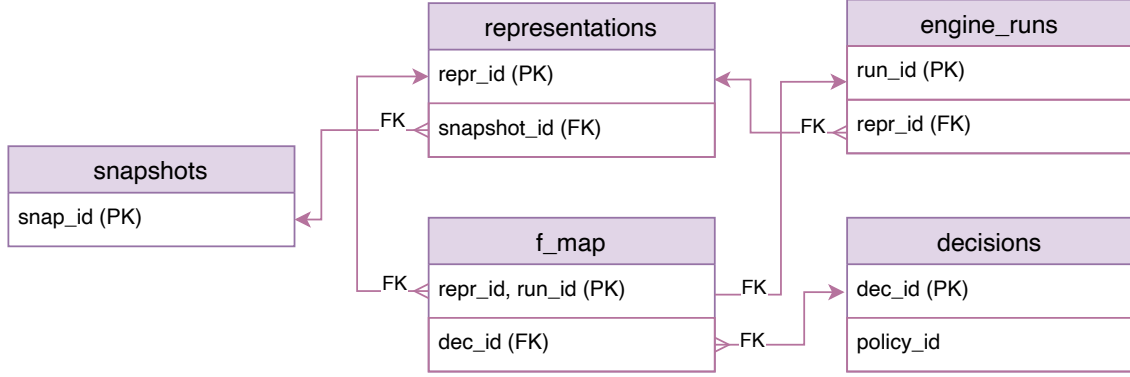 representations
repr_id (PK)
snapshot_id (FK)
engine_runs
run_id (PK)
repr_id (FK)
FK
FK
snapshots
snap_id (PK)
f_map
repr_id, run_id (PK)
dec_id (FK)
FK
FK
FK
decisions
dec_id (PK)
policy_id